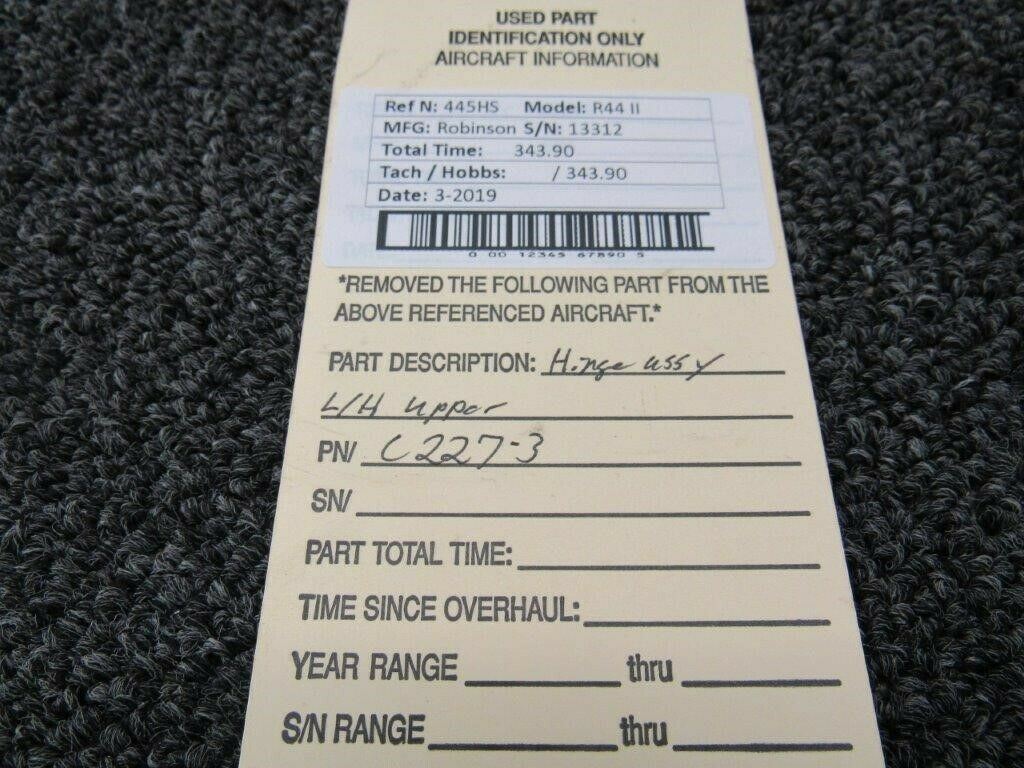 USED PART
IDENTIFICATION ONLY
AIRCRAFT INFORMATION
Ref N: 445HS Model: R44 II
MFG: Robinson S/N: 13312
Total Time: 343.90
Tach / Hobbs: / 343.90
Date: 3-2019
0 00 12345 67890 5
*REMOVED THE FOLLOWING PART FROM THE
ABOVE REFERENCED AIRCRAFT.*
PART DESCRIPTION: Hinge assy
L/H upper
PN/ C227-3
SN/
PART TOTAL TIME:
TIME SINCE OVERHAUL:
YEAR RANGE thru
S/N RANGE thru